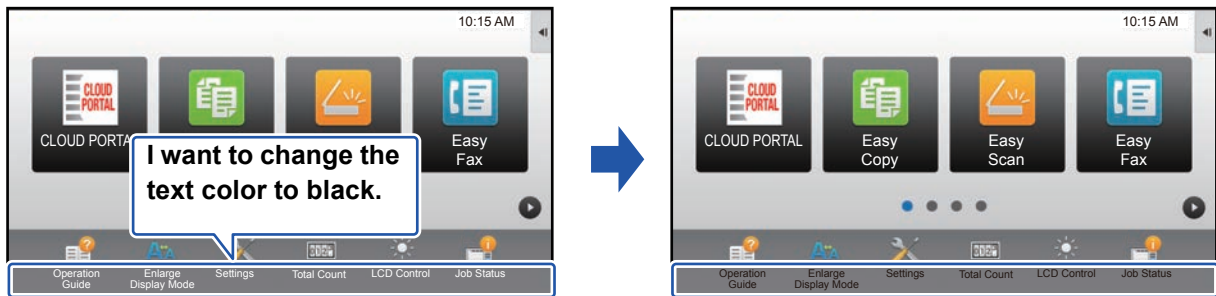 10:15 AM
CLOUD
PORTAL
CLOUD PORTA
Easy
Fax
I want to change the
text color to black.
Operation
Guide
Enlarge
Display Mode
Settings
Total Count
LCD Control
Job Status
10:15 AM
CLOUD
PORTAL
CLOUD PORTAL
Easy
Copy
Easy
Scan
Easy
Fax
Operation
Guide
Enlarge
Display Mode
Settings
Total Count
LCD Control
Job Status